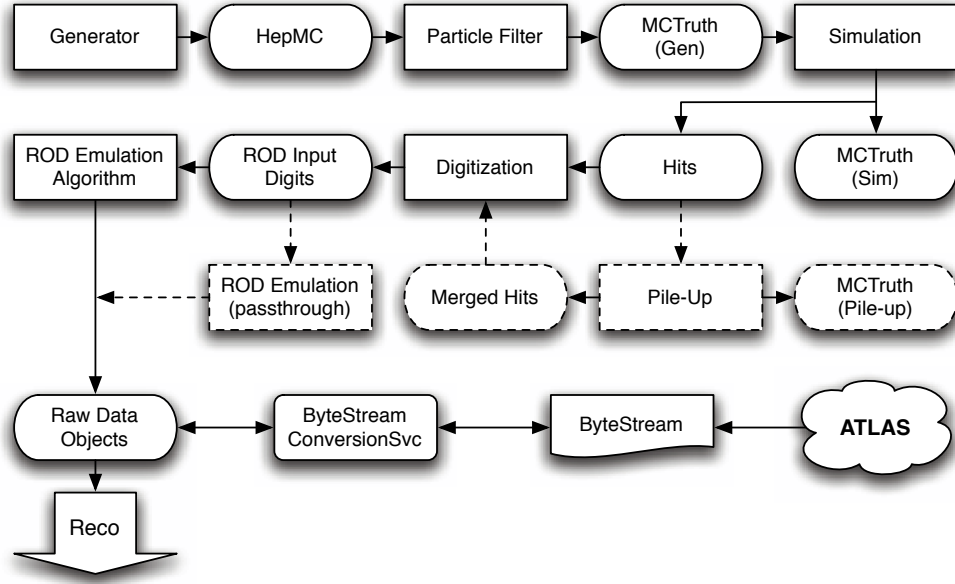 Generator
HepMC
Particle Filter
MCTruth
(Gen)
Simulation
ROD Emulation
Algorithm
ROD Input
Digits
Digitization
Hits
MCTruth
(Sim)
ROD Emulation
(passthrough)
Merged Hits
Pile-Up
MCTruth
(Pile-up)
Raw Data
Objects
ByteStream
ConversionSvc
ByteStream
ATLAS
Reco